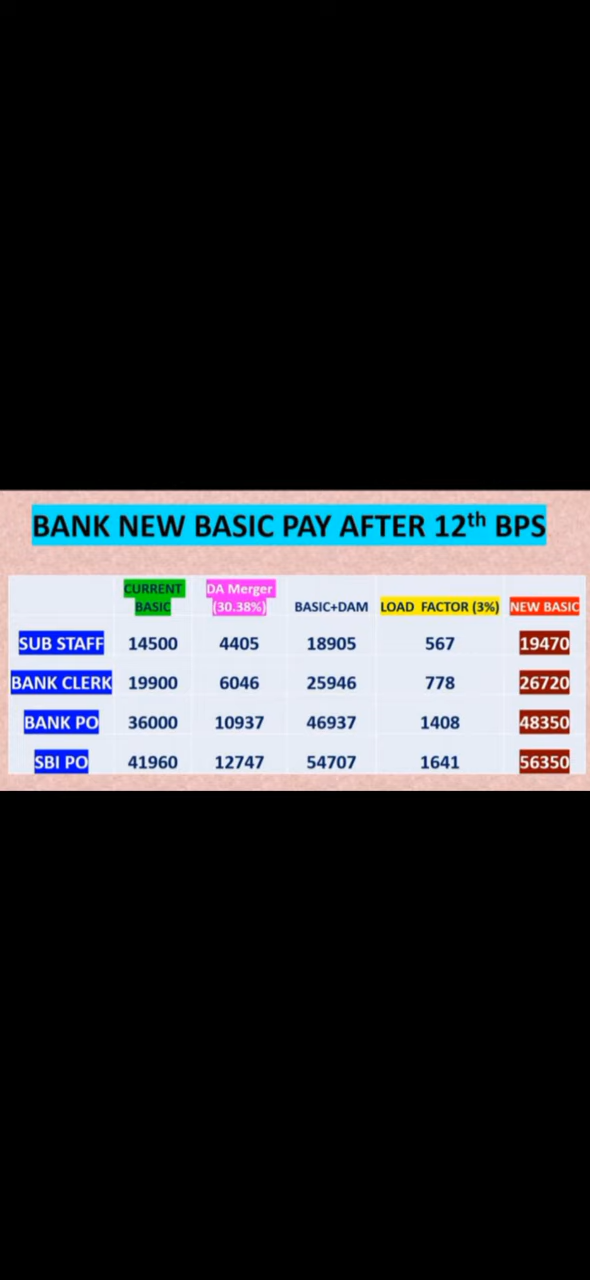 BANK NEW BASIC PAY AFTER 12th BPS
CURRENT BASIC DA Merger (30.38%) BASIC+DAM LOAD FACTOR (3%) NEW BASIC
SUB STAFF 14500 4405 18905 567 19470
BANK CLERK 19900 6046 25946 778 26720
BANK PO 36000 10937 46937 1408 48350
SBI PO 41960 12747 54707 1641 56350